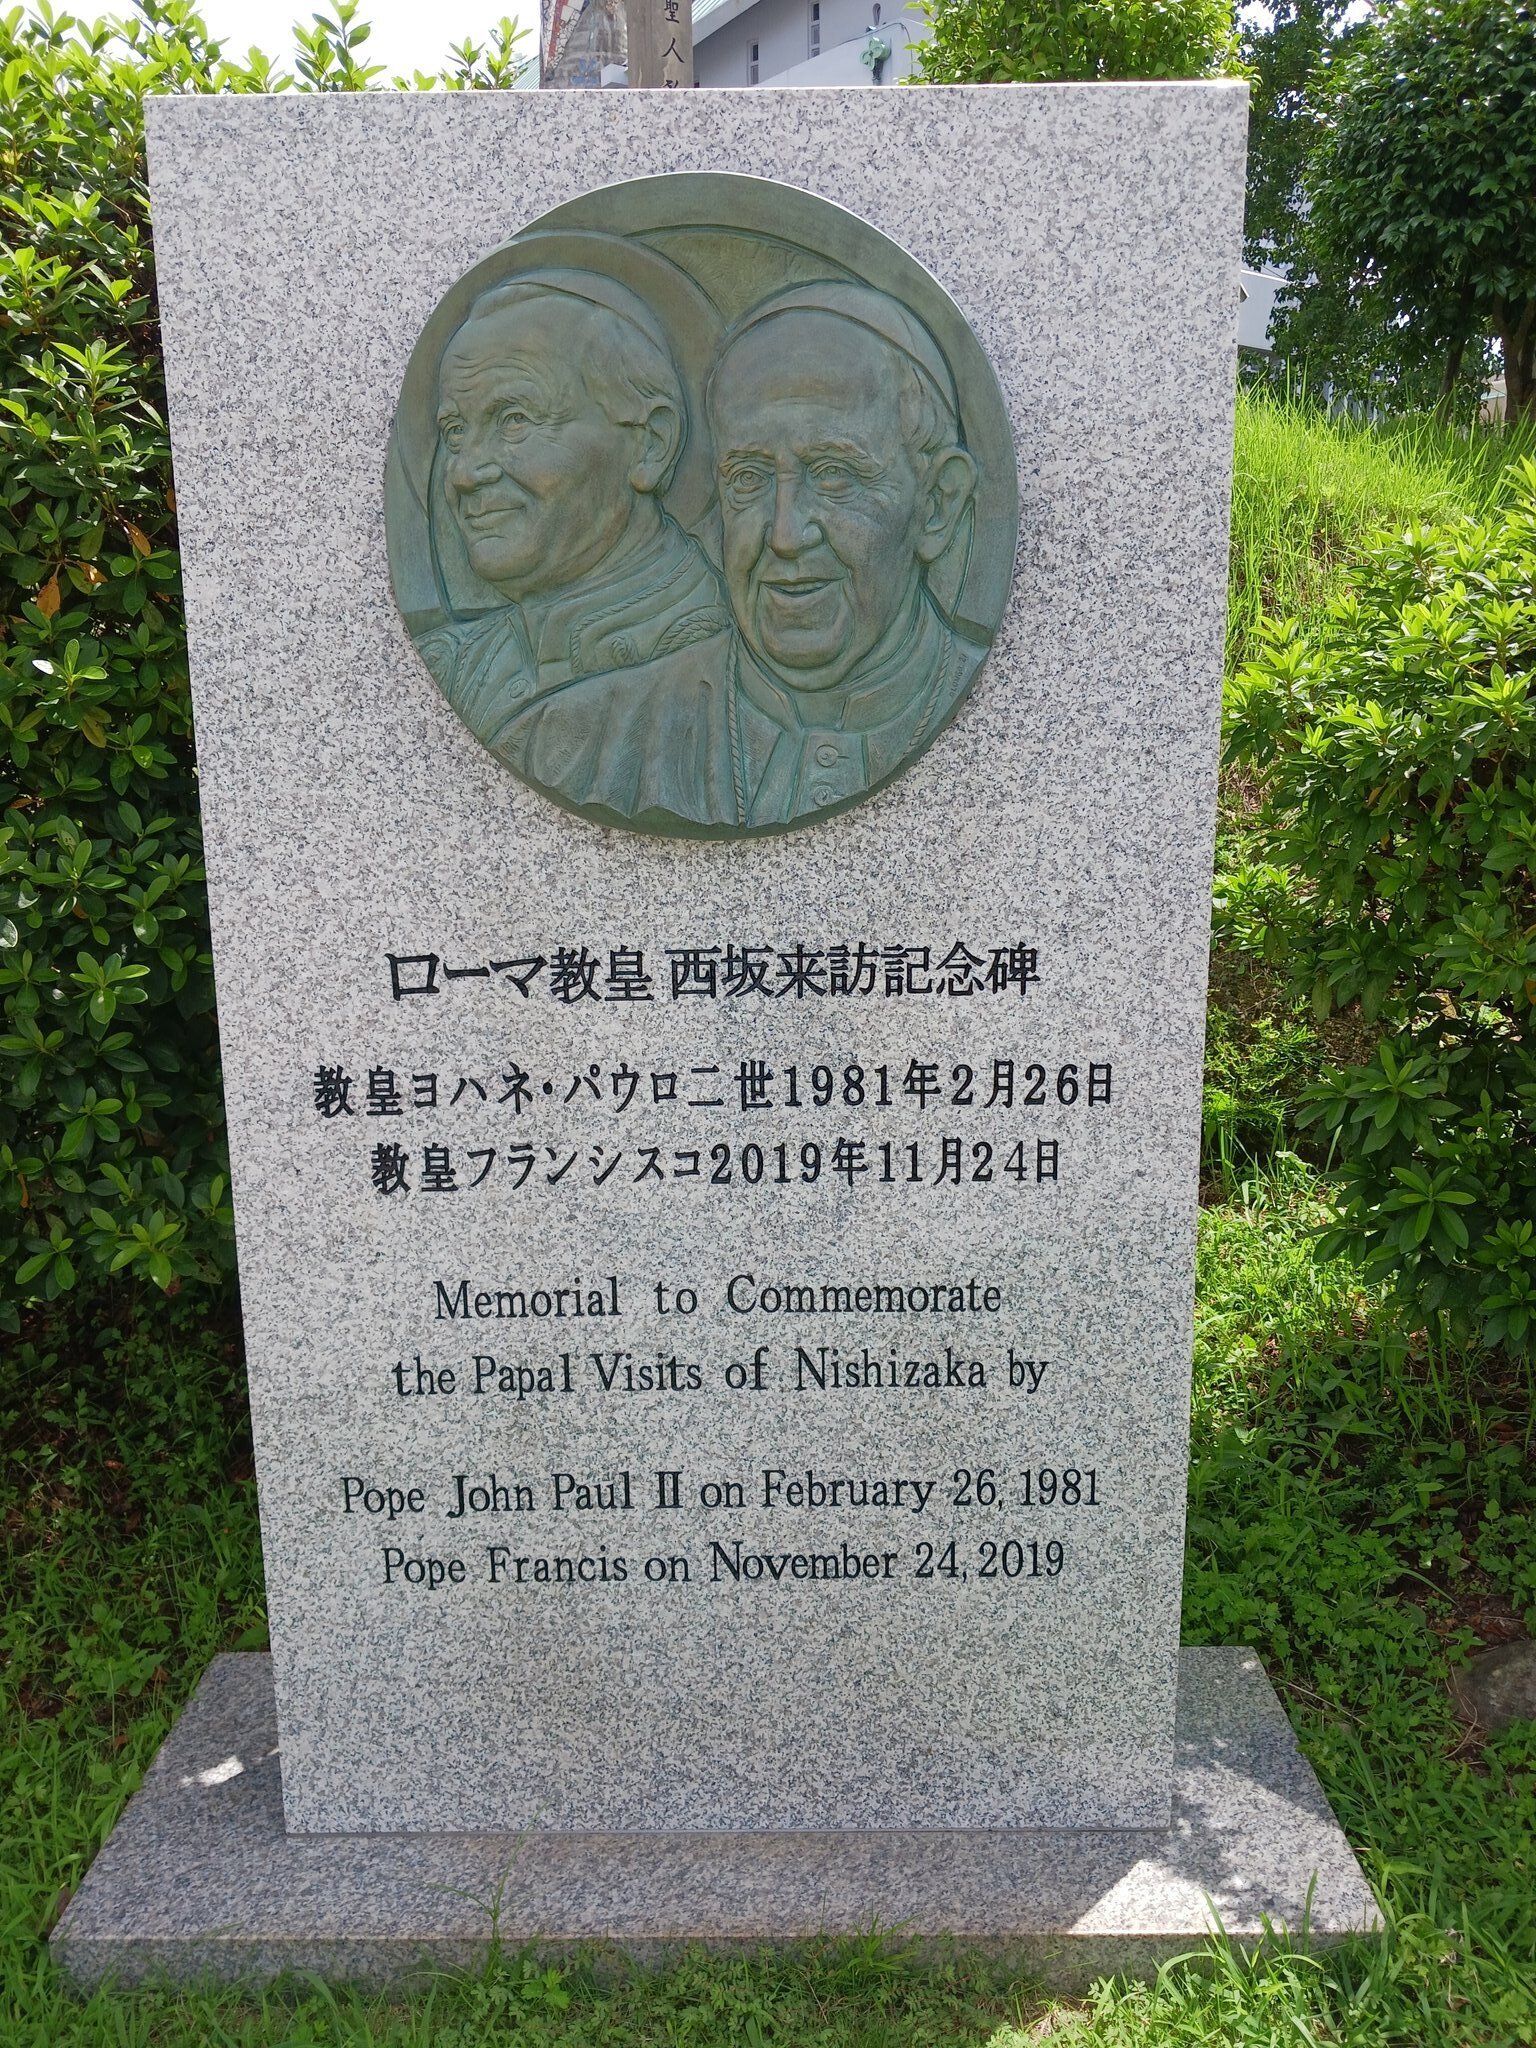 聖人
ローマ教皇 西坂来訪記念碑
教皇ヨハネ・パウロ二世1981年2月26日
教皇フランシスコ2019年11月24日
Memorial to Commemorate
the Papal Visits of Nishizaka by
Pope John Paul II on February 26, 1981
Pope Francis on November 24, 2019